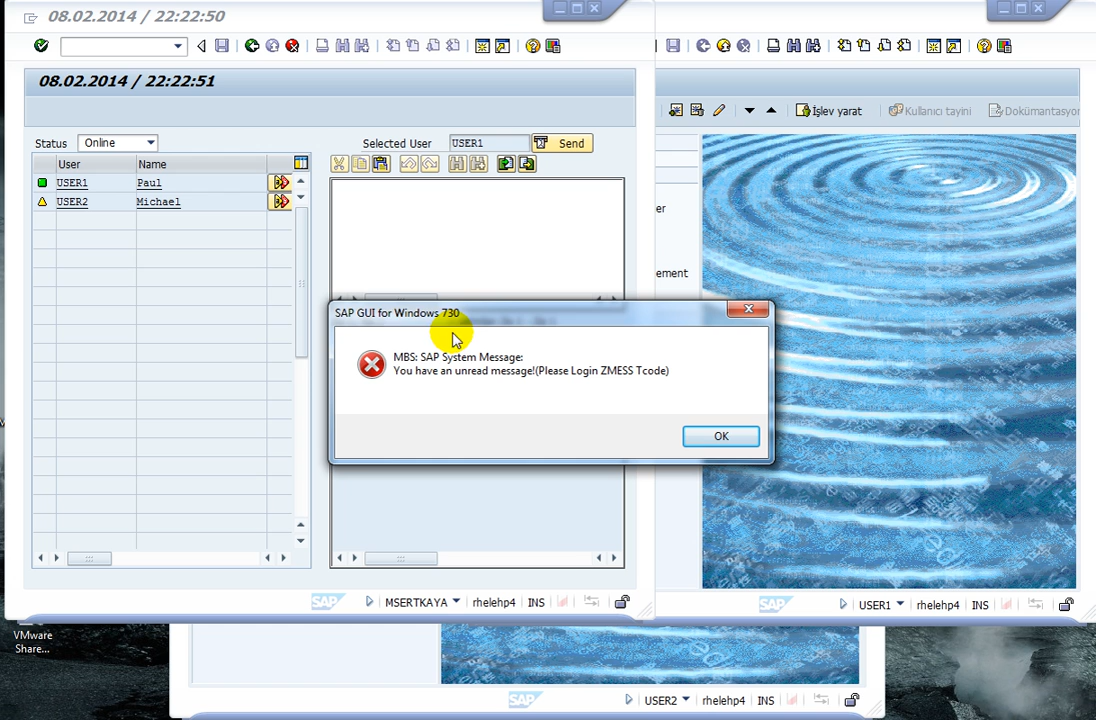 08.02.2014 / 22:22:50
08.02.2014 / 22:22:51
İşlev yarat
Kullanıcı tayini
Dokümantasyon
Status
Online
Selected User
USER1
Send
User
Name
USER1
Paul
USER2
Michael
er
ement
SAP GUI for Windows 730
MBS: SAP System Message:
You have an unread message!(Please Login ZMESS Tcode)
OK
SAP
MSERTKAYA
rhelehp4
INS
SAP
USER1
rhelehp4
INS
VMware
Share...
SAP
USER2
rhelehp4
INS